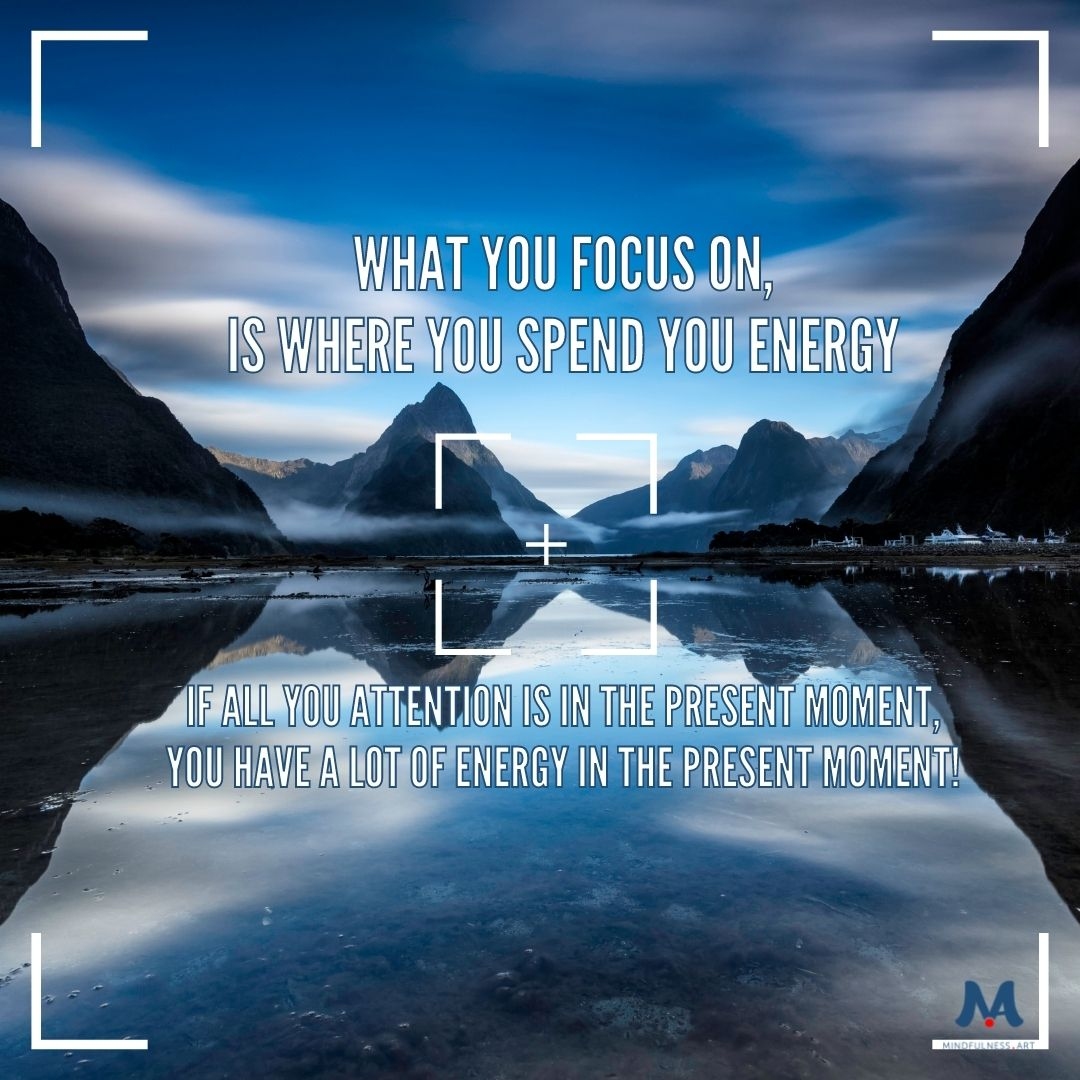 WHAT YOU FOCUS ON,
IS WHERE YOU SPEND YOU ENERGY
IF ALL YOU ATTENTION IS IN THE PRESENT MOMENT,
YOU HAVE A LOT OF ENERGY IN THE PRESENT MOMENT!
MA
MINDFULNESS.ART